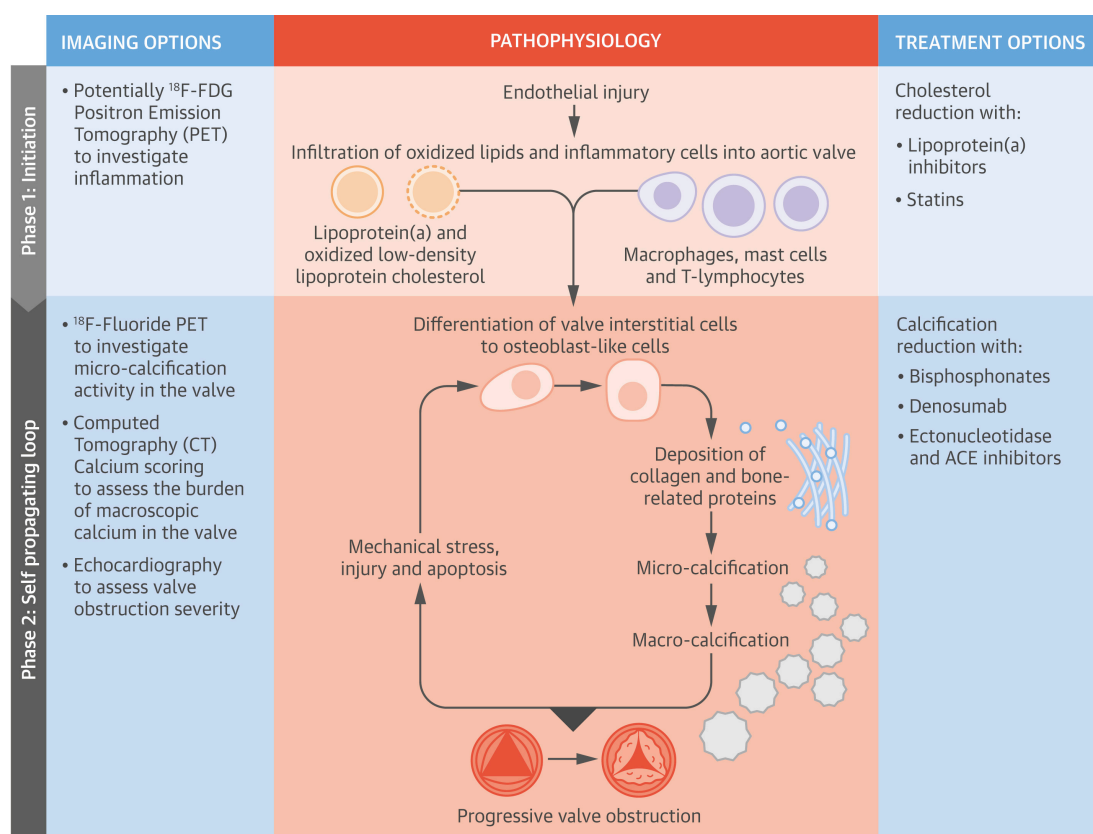 IMAGING OPTIONS
PATHOPHYSIOLOGY
TREATMENT OPTIONS
Phase 1: Initiation
• Potentially ¹⁸F-FDG
Positron Emission
Tomography (PET)
to investigate
inflammation
Endothelial injury
Infiltration of oxidized lipids and inflammatory cells into aortic valve
Lipoprotein(a) and
oxidized low-density
lipoprotein cholesterol
Macrophages, mast cells
and T-lymphocytes
Cholesterol
reduction with:
• Lipoprotein(a)
inhibitors
• Statins
Phase 2: Self propagating loop
• ¹⁸F-Fluoride PET
to investigate
micro-calcification
activity in the valve
• Computed
Tomography (CT)
Calcium scoring
to assess the burden
of macroscopic
calcium in the valve
• Echocardiography
to assess valve
obstruction severity
Differentiation of valve interstitial cells
to osteoblast-like cells
Deposition of
collagen and bone-
related proteins
Micro-calcification
Macro-calcification
Mechanical stress,
injury and apoptosis
Progressive valve obstruction
Calcification
reduction with:
• Bisphosphonates
• Denosumab
• Ectonucleotidase
and ACE inhibitors